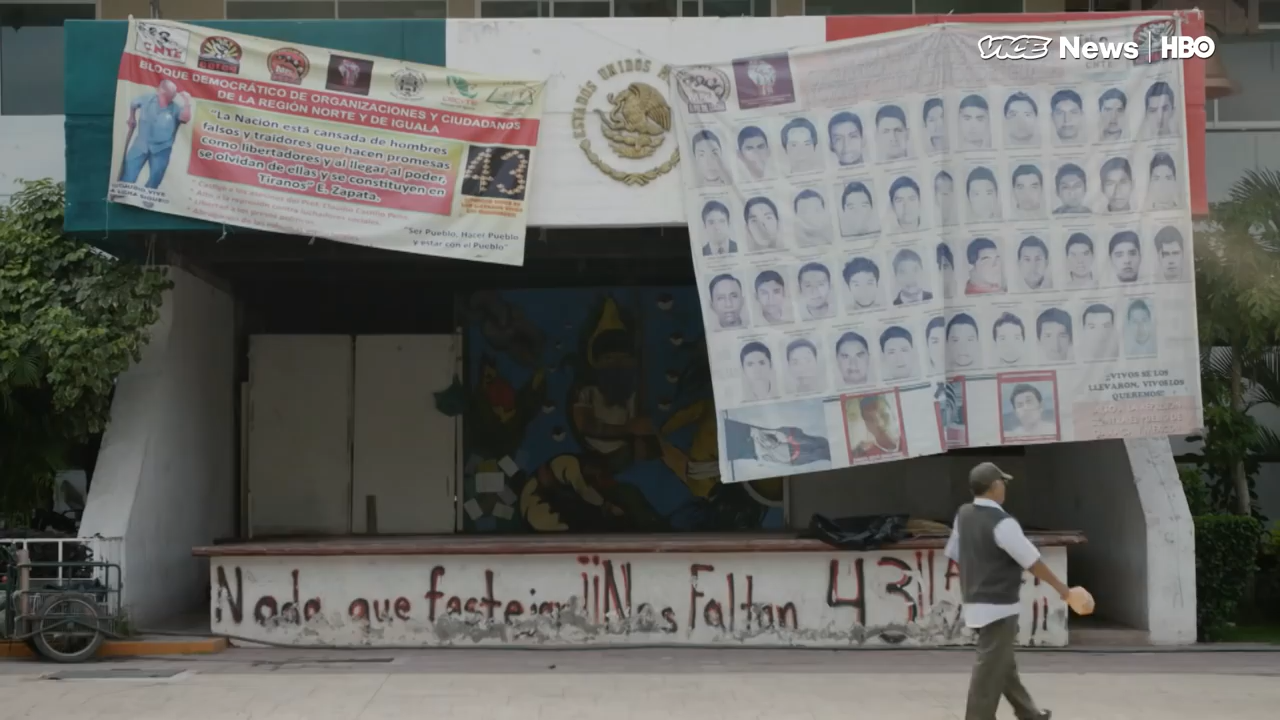 VICE News | HBO
CNTE
BLOQUE DEMOCRÁTICO DE ORGANIZACIONES Y CIUDADANOS
DE LA REGIÓN NORTE Y DE IGUALA
"La Nación está cansada de hombres
falsos y traidores que hacen promesas
como libertadores y al llegar al poder,
se olvidan de ellas y se constituyen en
Tiranos" E. Zapata.
43
"Ser Pueblo, Hacer Pueblo
y estar con el Pueblo"
ESTADOS UNIDOS
¡VIVOS SE LOS
LLEVARON, VIVOS LOS
QUEREMOS!
Nada que festejar ¡¡Nos Faltan 43!!